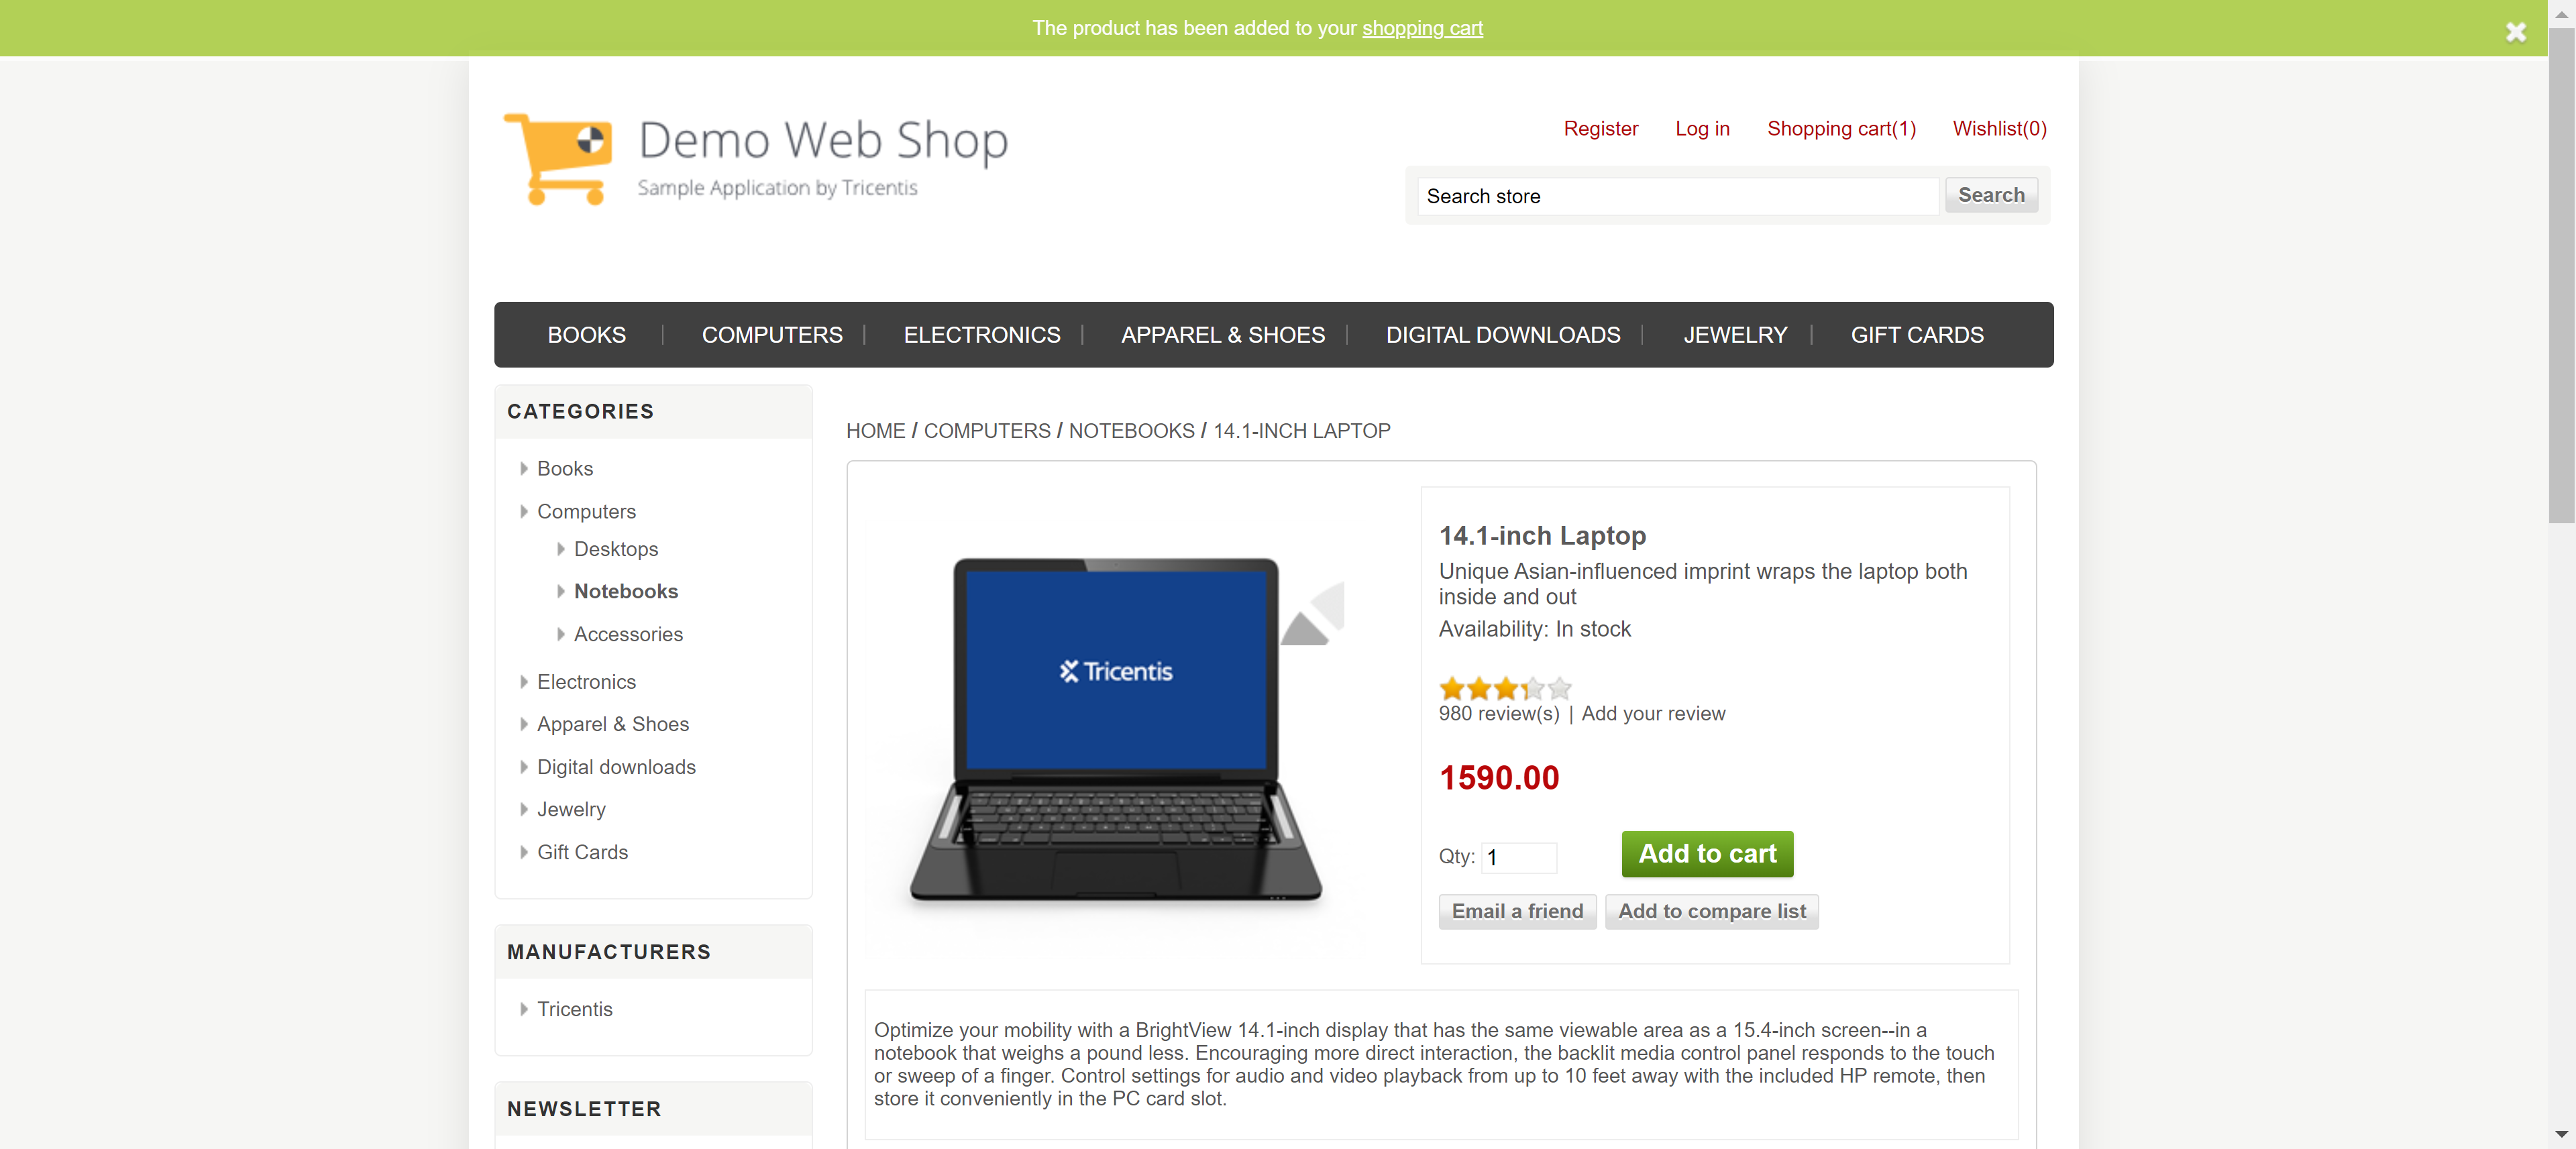 The product has been added to your shopping cart
Demo Web Shop
Sample Application by Tricentis
Register Log in Shopping cart(1) Wishlist(0)
Search store Search
BOOKS COMPUTERS ELECTRONICS APPAREL & SHOES DIGITAL DOWNLOADS JEWELRY GIFT CARDS
CATEGORIES
Books
Computers
Desktops
Notebooks
Accessories
Electronics
Apparel & Shoes
Digital downloads
Jewelry
Gift Cards
MANUFACTURERS
Tricentis
NEWSLETTER
HOME / COMPUTERS / NOTEBOOKS / 14.1-INCH LAPTOP
Tricentis
14.1-inch Laptop
Unique Asian-influenced imprint wraps the laptop both
inside and out
Availability: In stock
980 review(s) | Add your review
1590.00
Qty: 1 Add to cart
Email a friend Add to compare list
Optimize your mobility with a BrightView 14.1-inch display that has the same viewable area as a 15.4-inch screen--in a
notebook that weighs a pound less. Encouraging more direct interaction, the backlit media control panel responds to the touch
or sweep of a finger. Control settings for audio and video playback from up to 10 feet away with the included HP remote, then
store it conveniently in the PC card slot.